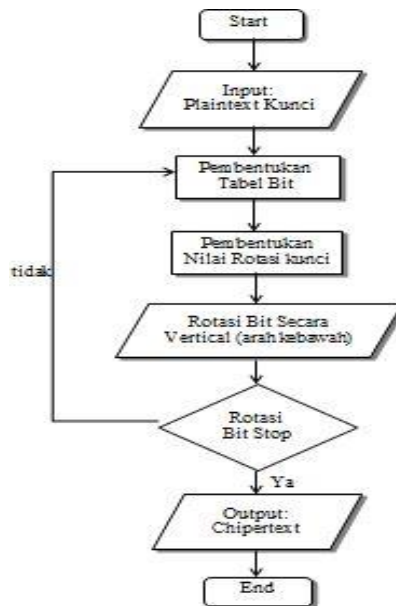 Start
Input:
Plaintext Kunci
Pembentukan
Tabel Bit
Pembentukan
Nilai Rotasi kunci
tidak
Rotasi Bit Secara
Vertical (arah kebawah)
Rotasi
Bit Stop
Ya
Output:
Chipertext
End